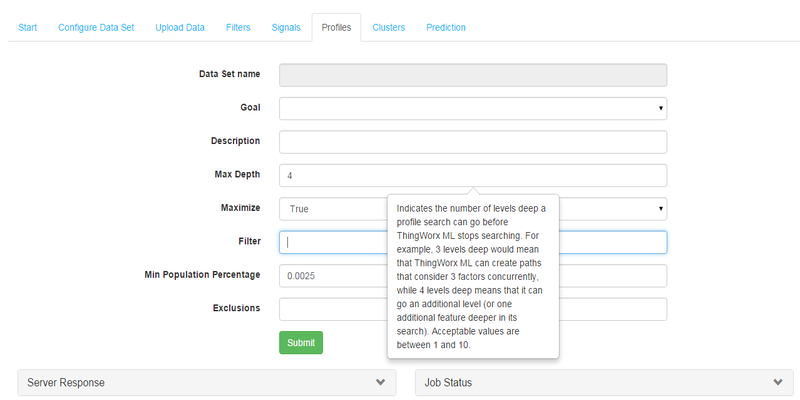 Start Configure Data Set Upload Data Filters Signals Profiles Clusters Prediction
Data Set name
Goal
Description
Max Depth 4
Maximize True
Filter
Min Population Percentage 0.0025
Exclusions
Submit
Indicates the number of levels deep a
profile search can go before
ThingWorx ML stops searching. For
example, 3 levels deep would mean
that ThingWorx ML can create paths
that consider 3 factors concurrently,
while 4 levels deep means that it can
go an additional level (or one
additional feature deeper in its
search). Acceptable values are
between 1 and 10.
Server Response Job Status